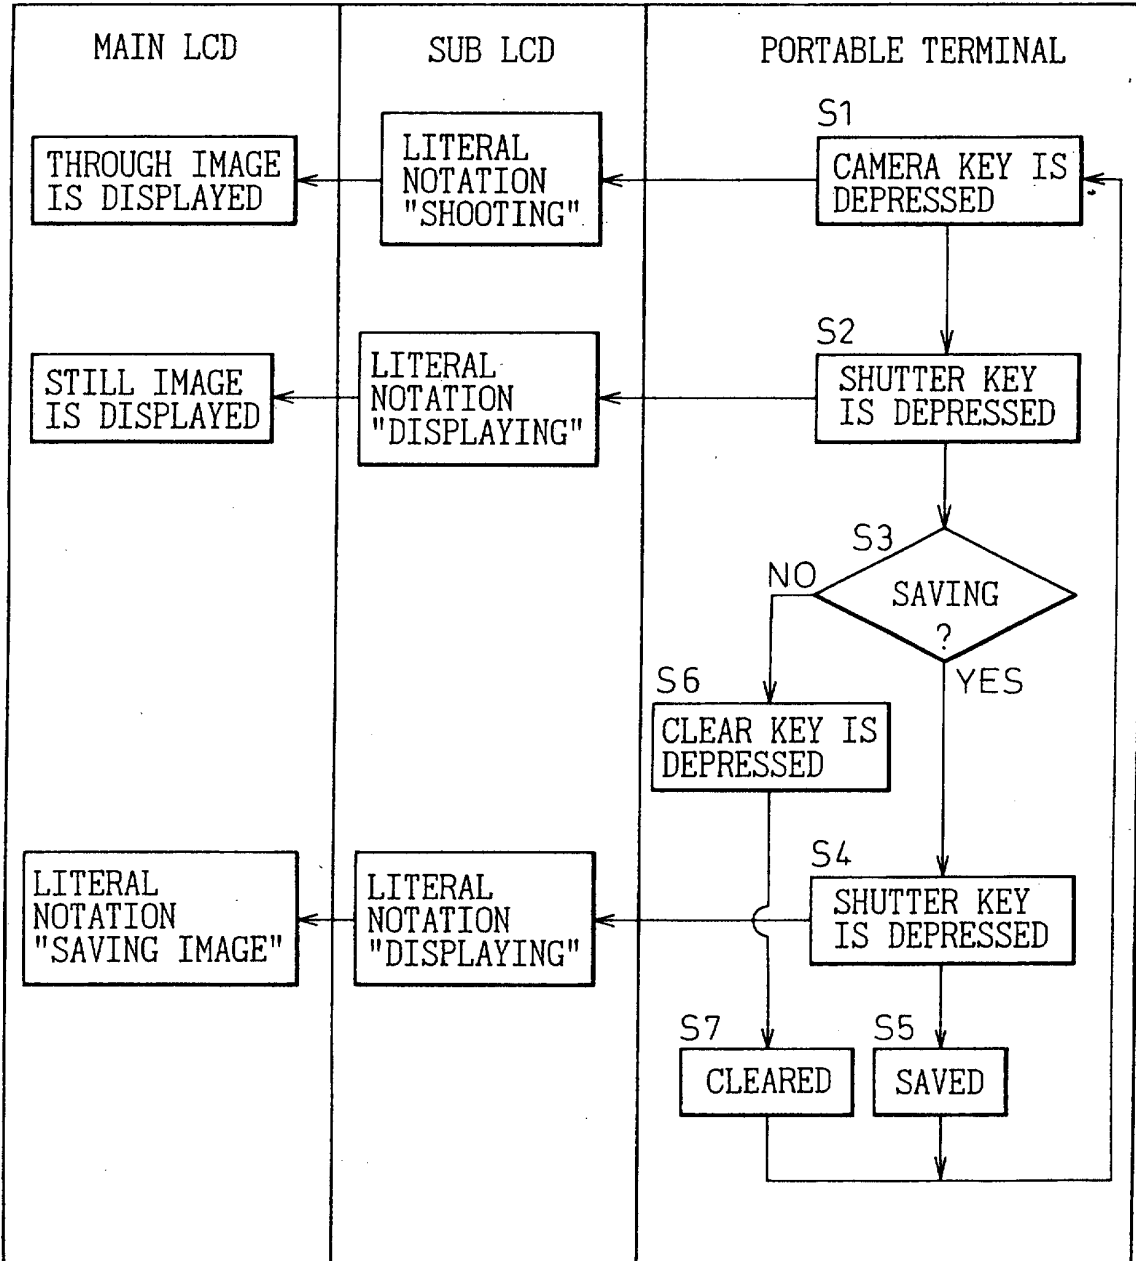 MAIN LCD
SUB LCD
PORTABLE TERMINAL
S1
THROUGH IMAGE
IS DISPLAYED
LITERAL
NOTATION
"SHOOTING"
CAMERA KEY IS
DEPRESSED
S2
STILL IMAGE
IS DISPLAYED
LITERAL
NOTATION
"DISPLAYING"
SHUTTER KEY
IS DEPRESSED
S3
NO
SAVING
?
YES
S6
CLEAR KEY IS
DEPRESSED
S4
LITERAL
NOTATION
"SAVING IMAGE"
LITERAL
NOTATION
"DISPLAYING"
SHUTTER KEY
IS DEPRESSED
S7
S5
CLEARED
SAVED